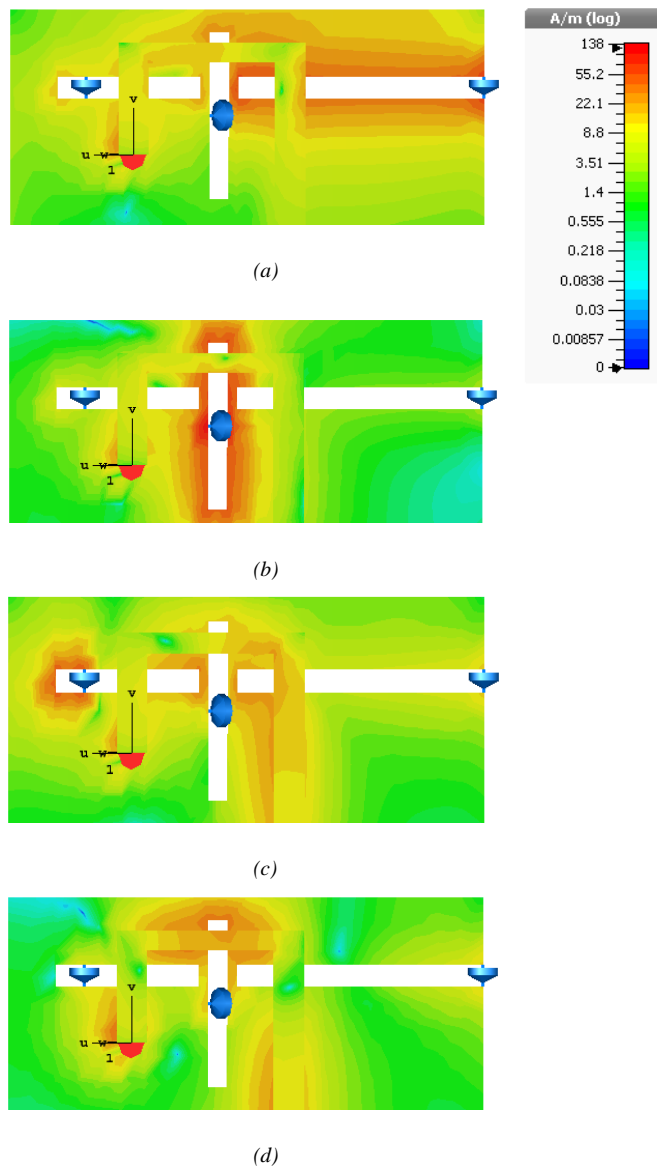 A/m (log)
138
55.2
22.1
8.8
3.51
1.4
0.555
0.218
0.0838
0.03
0.00857
0
v
u w
1
(a)
v
u w
1
(b)
v
u w
1
(c)
v
u w
1
(d)